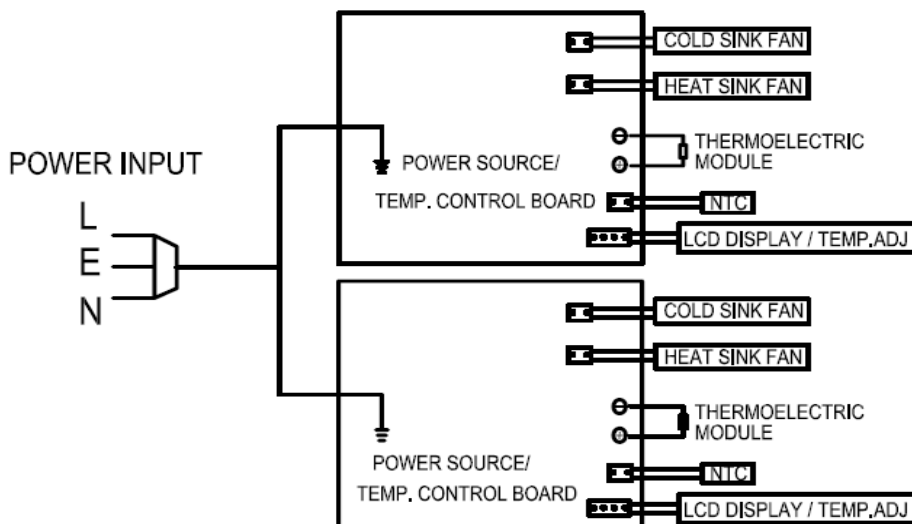 POWER INPUT
L
E
N
COLD SINK FAN
HEAT SINK FAN
THERMOELECTRIC
MODULE
POWER SOURCE/
TEMP. CONTROL BOARD
NTC
LCD DISPLAY / TEMP.ADJ
COLD SINK FAN
HEAT SINK FAN
THERMOELECTRIC
MODULE
POWER SOURCE/
TEMP. CONTROL BOARD
NTC
LCD DISPLAY / TEMP.ADJ